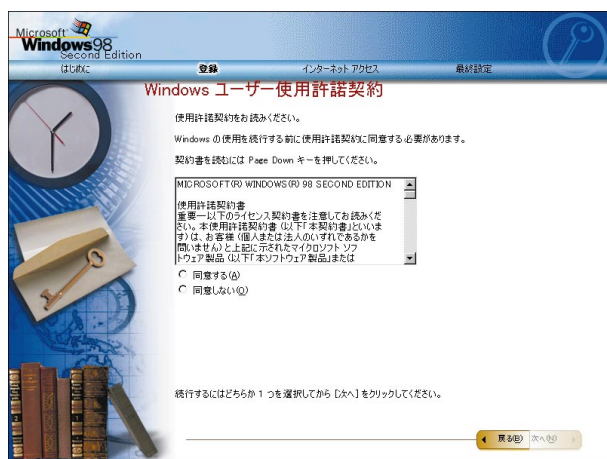 Microsoft
Windows98
Second Edition
はじめに 登録 インターネット アクセス 最終設定
Windows ユーザー使用許諾契約
使用許諾契約をお読みください。
Windows の使用を続行する前に使用許諾契約に同意する必要があります。
契約書を読むには Page Down キーを押してください。
MICROSOFT(R) WINDOWS(R) 98 SECOND EDITION
使用許諾契約書
重要―以下のライセンス契約書を注意してお読みくだ
さい。本使用許諾契約書 (以下「本契約書」といいま
す) は、お客様 (個人または法人のいずれであるかを
問いません) と上記に示されたマイクロソフト ソフ
トウェア製品 (以下「本ソフトウェア製品」または
同意する(A)
同意しない(O)
続行するにはどちらか 1 つを選択してから [次へ] をクリックしてください。
戻る(B) 次へ(N)